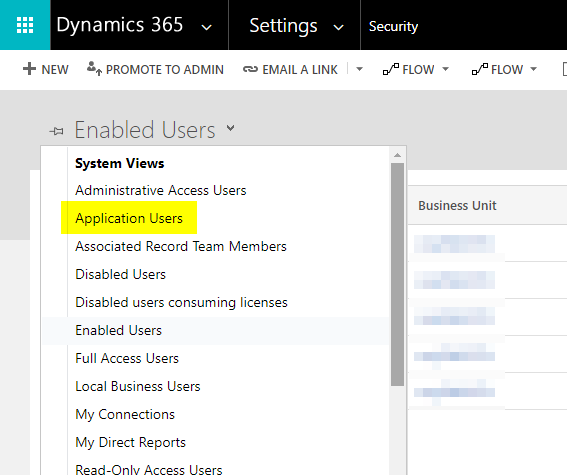 Dynamics 365 Settings Security
NEW PROMOTE TO ADMIN EMAIL A LINK FLOW FLOW
Enabled Users
System Views
Administrative Access Users
Application Users
Associated Record Team Members
Disabled Users
Disabled users consuming licenses
Enabled Users
Full Access Users
Local Business Users
My Connections
My Direct Reports
Read-Only Access Users
Business Unit